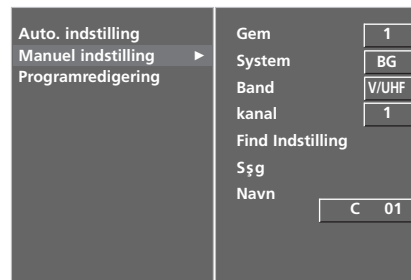 Auto. indstilling
Manuel indstilling ►
Programredigering
Gem 1
System BG
Band V/UHF
kanal 1
Find Indstilling
Sşg
Navn
C 01